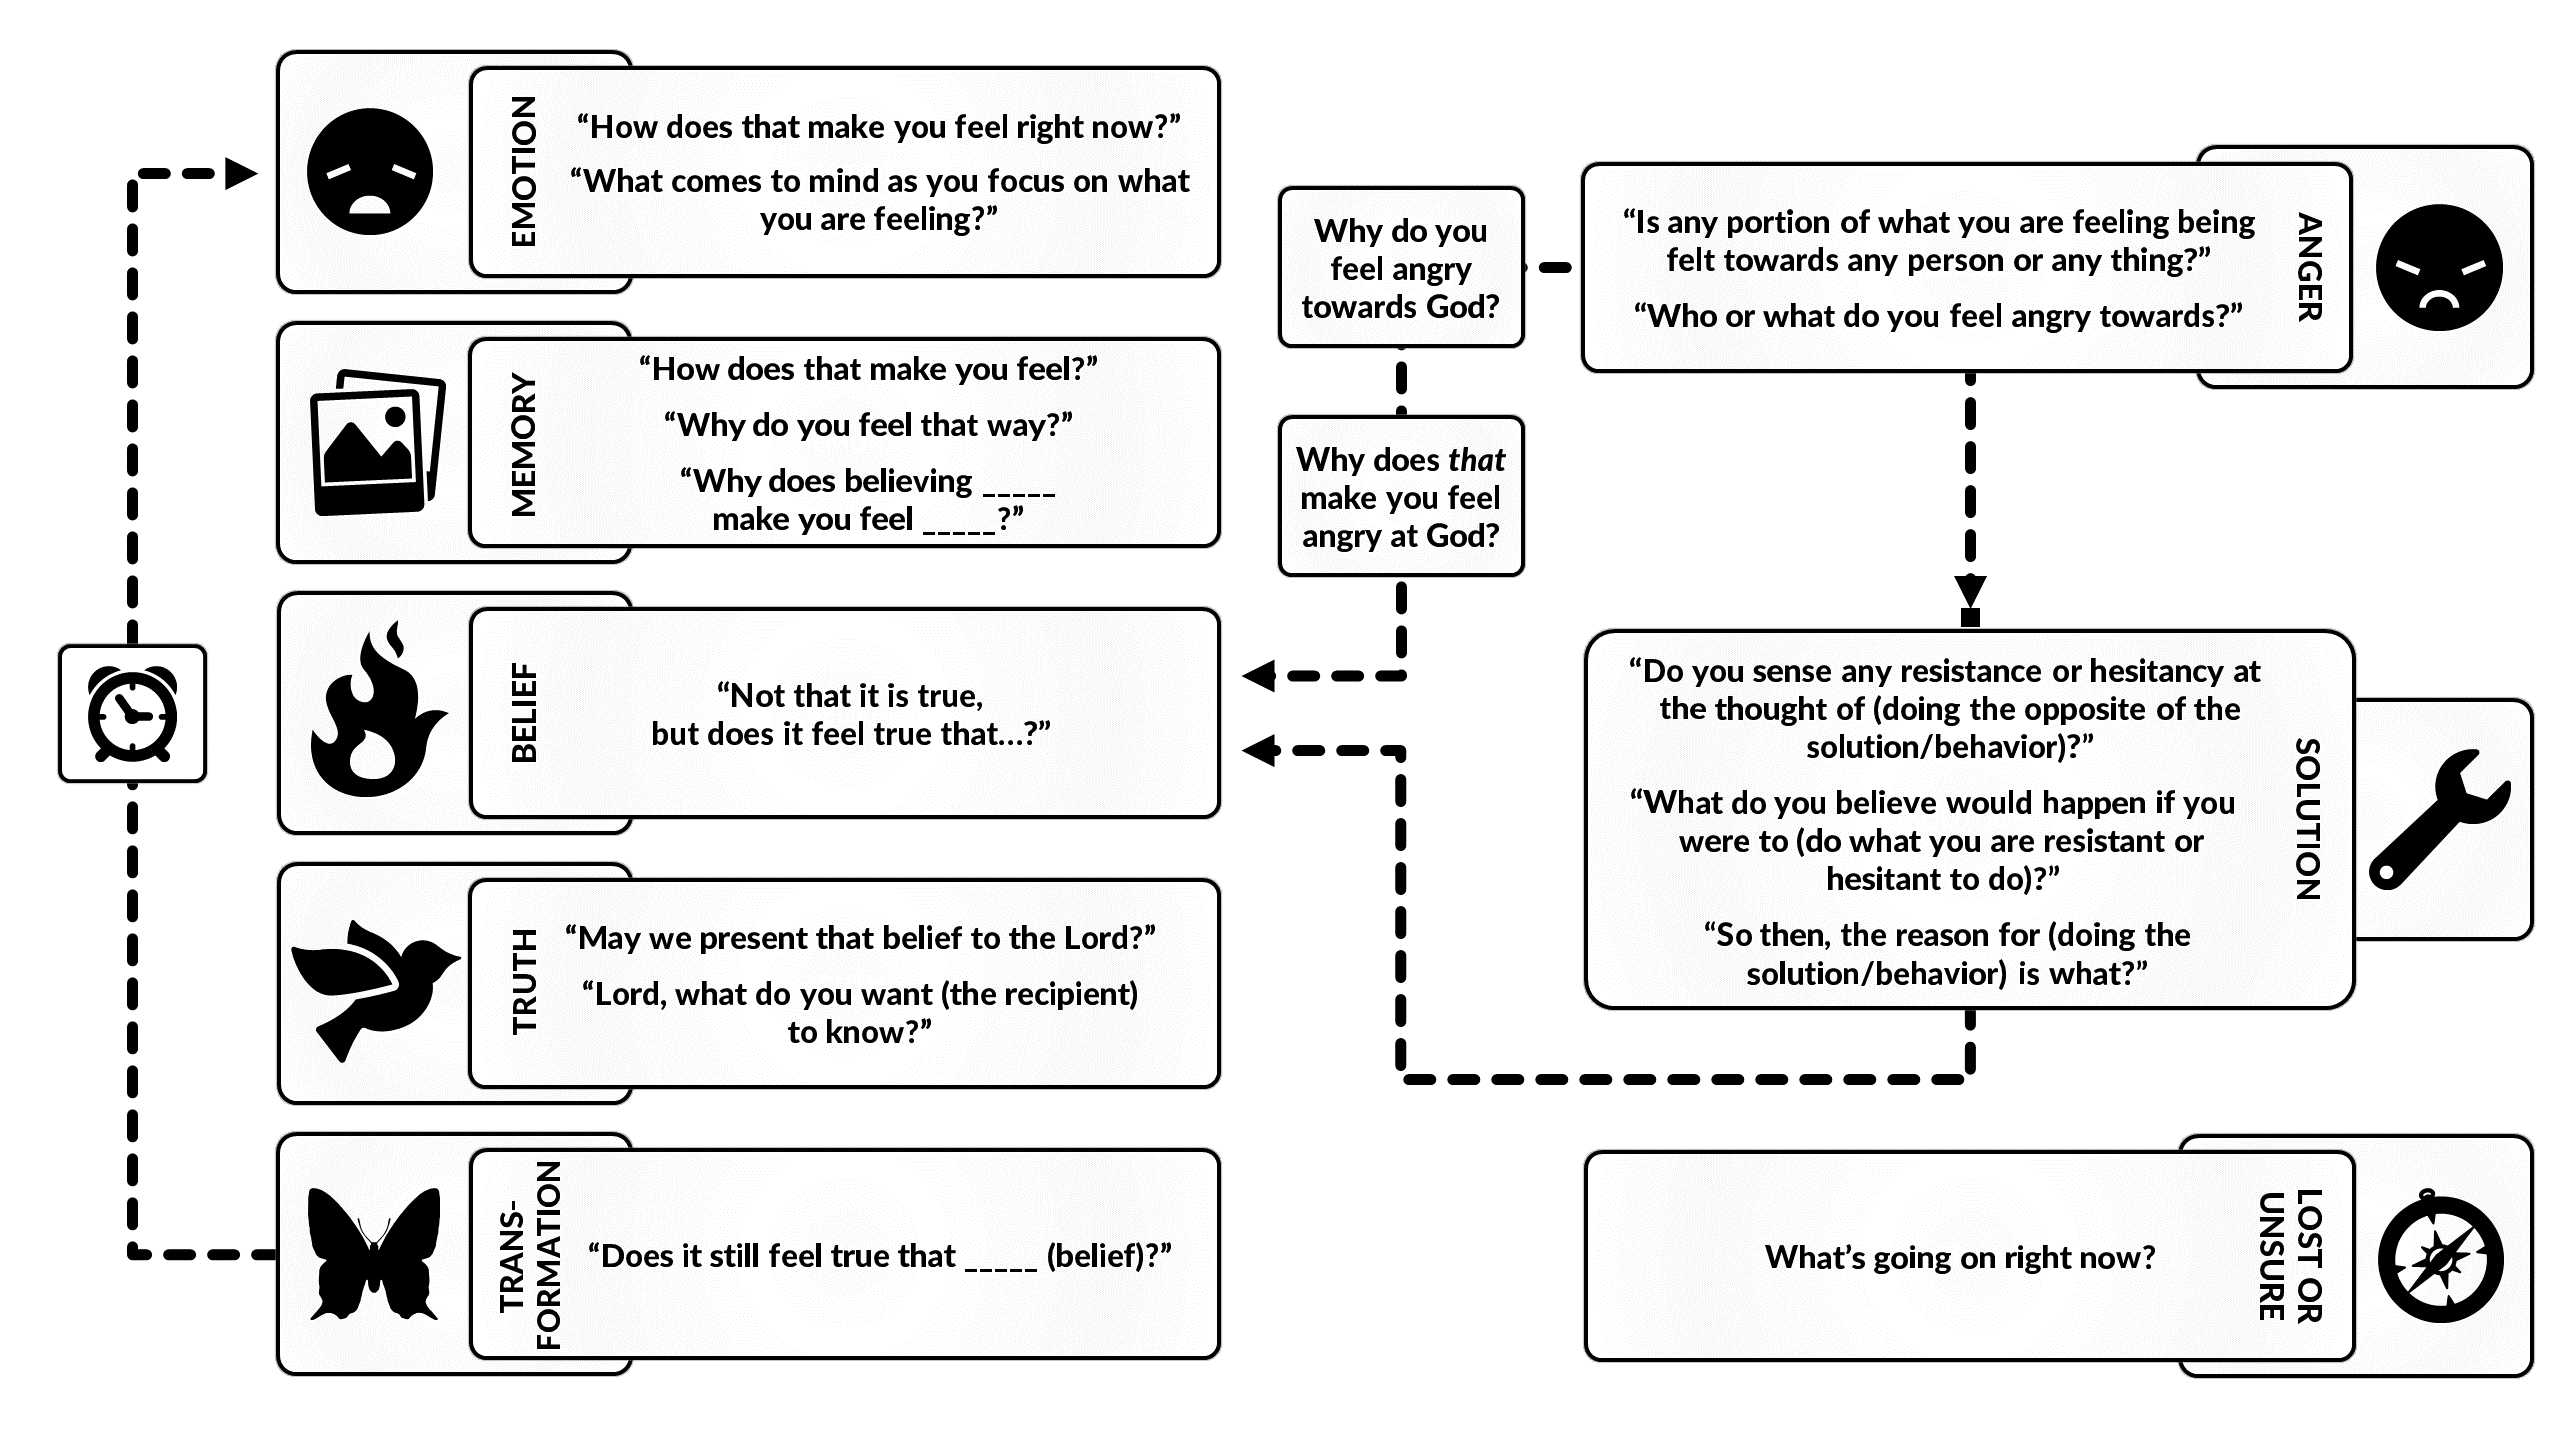 EMOTION
“How does that make you feel right now?”
“What comes to mind as you focus on what
you are feeling?”
MEMORY
“How does that make you feel?”
“Why do you feel that way?”
“Why does believing _____
make you feel _____?”
BELIEF
“Not that it is true,
but does it feel true that...?”
TRUTH
“May we present that belief to the Lord?”
“Lord, what do you want (the recipient)
to know?”
TRANS-
FORMATION
“Does it still feel true that _____ (belief)?”
Why do you
feel angry
towards God?
Why does that
make you feel
angry at God?
“Is any portion of what you are feeling being
felt towards any person or any thing?”
“Who or what do you feel angry towards?”
ANGER
“Do you sense any resistance or hesitancy at
the thought of (doing the opposite of the
solution/behavior)?”
“What do you believe would happen if you
were to (do what you are resistant or
hesitant to do)?”
“So then, the reason for (doing the
solution/behavior) is what?”
SOLUTION
What’s going on right now?
LOST OR
UNSURE